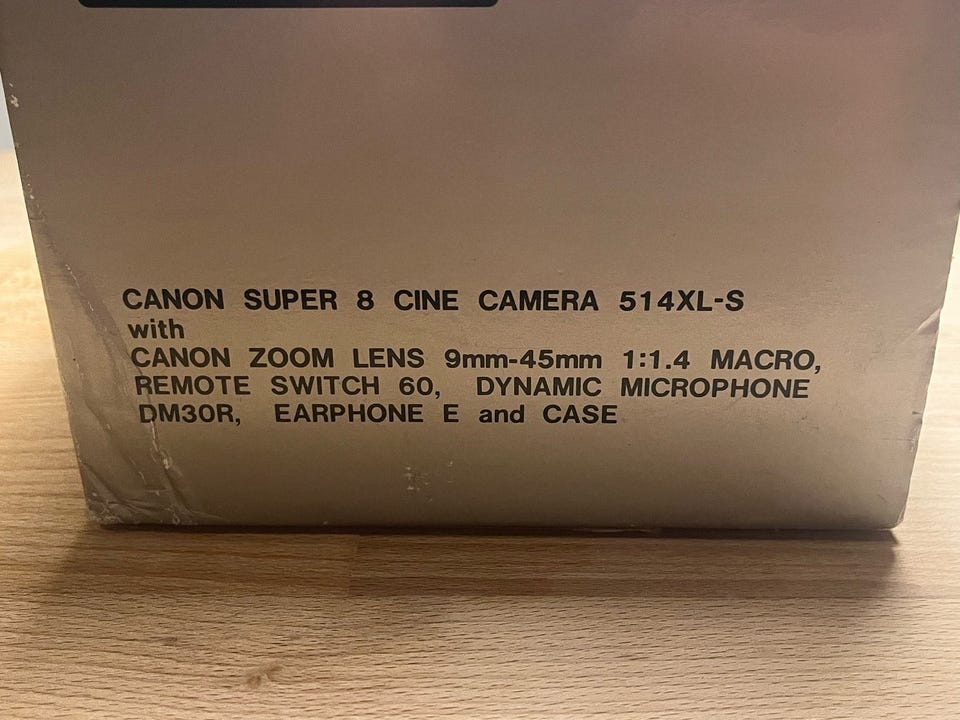 CANON SUPER 8 CINE CAMERA 514XL-S
with
CANON ZOOM LENS 9mm-45mm 1:1.4 MACRO,
REMOTE SWITCH 60, DYNAMIC MICROPHONE
DM30R, EARPHONE E and CASE